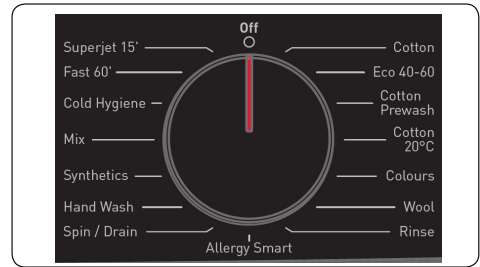 Off
Superjet 15'
Fast 60'
Cold Hygiene
Mix
Synthetics
Hand Wash
Spin / Drain
Allergy Smart
Cotton
Eco 40-60
Cotton
Prewash
Cotton
20°C
Colours
Wool
Rinse